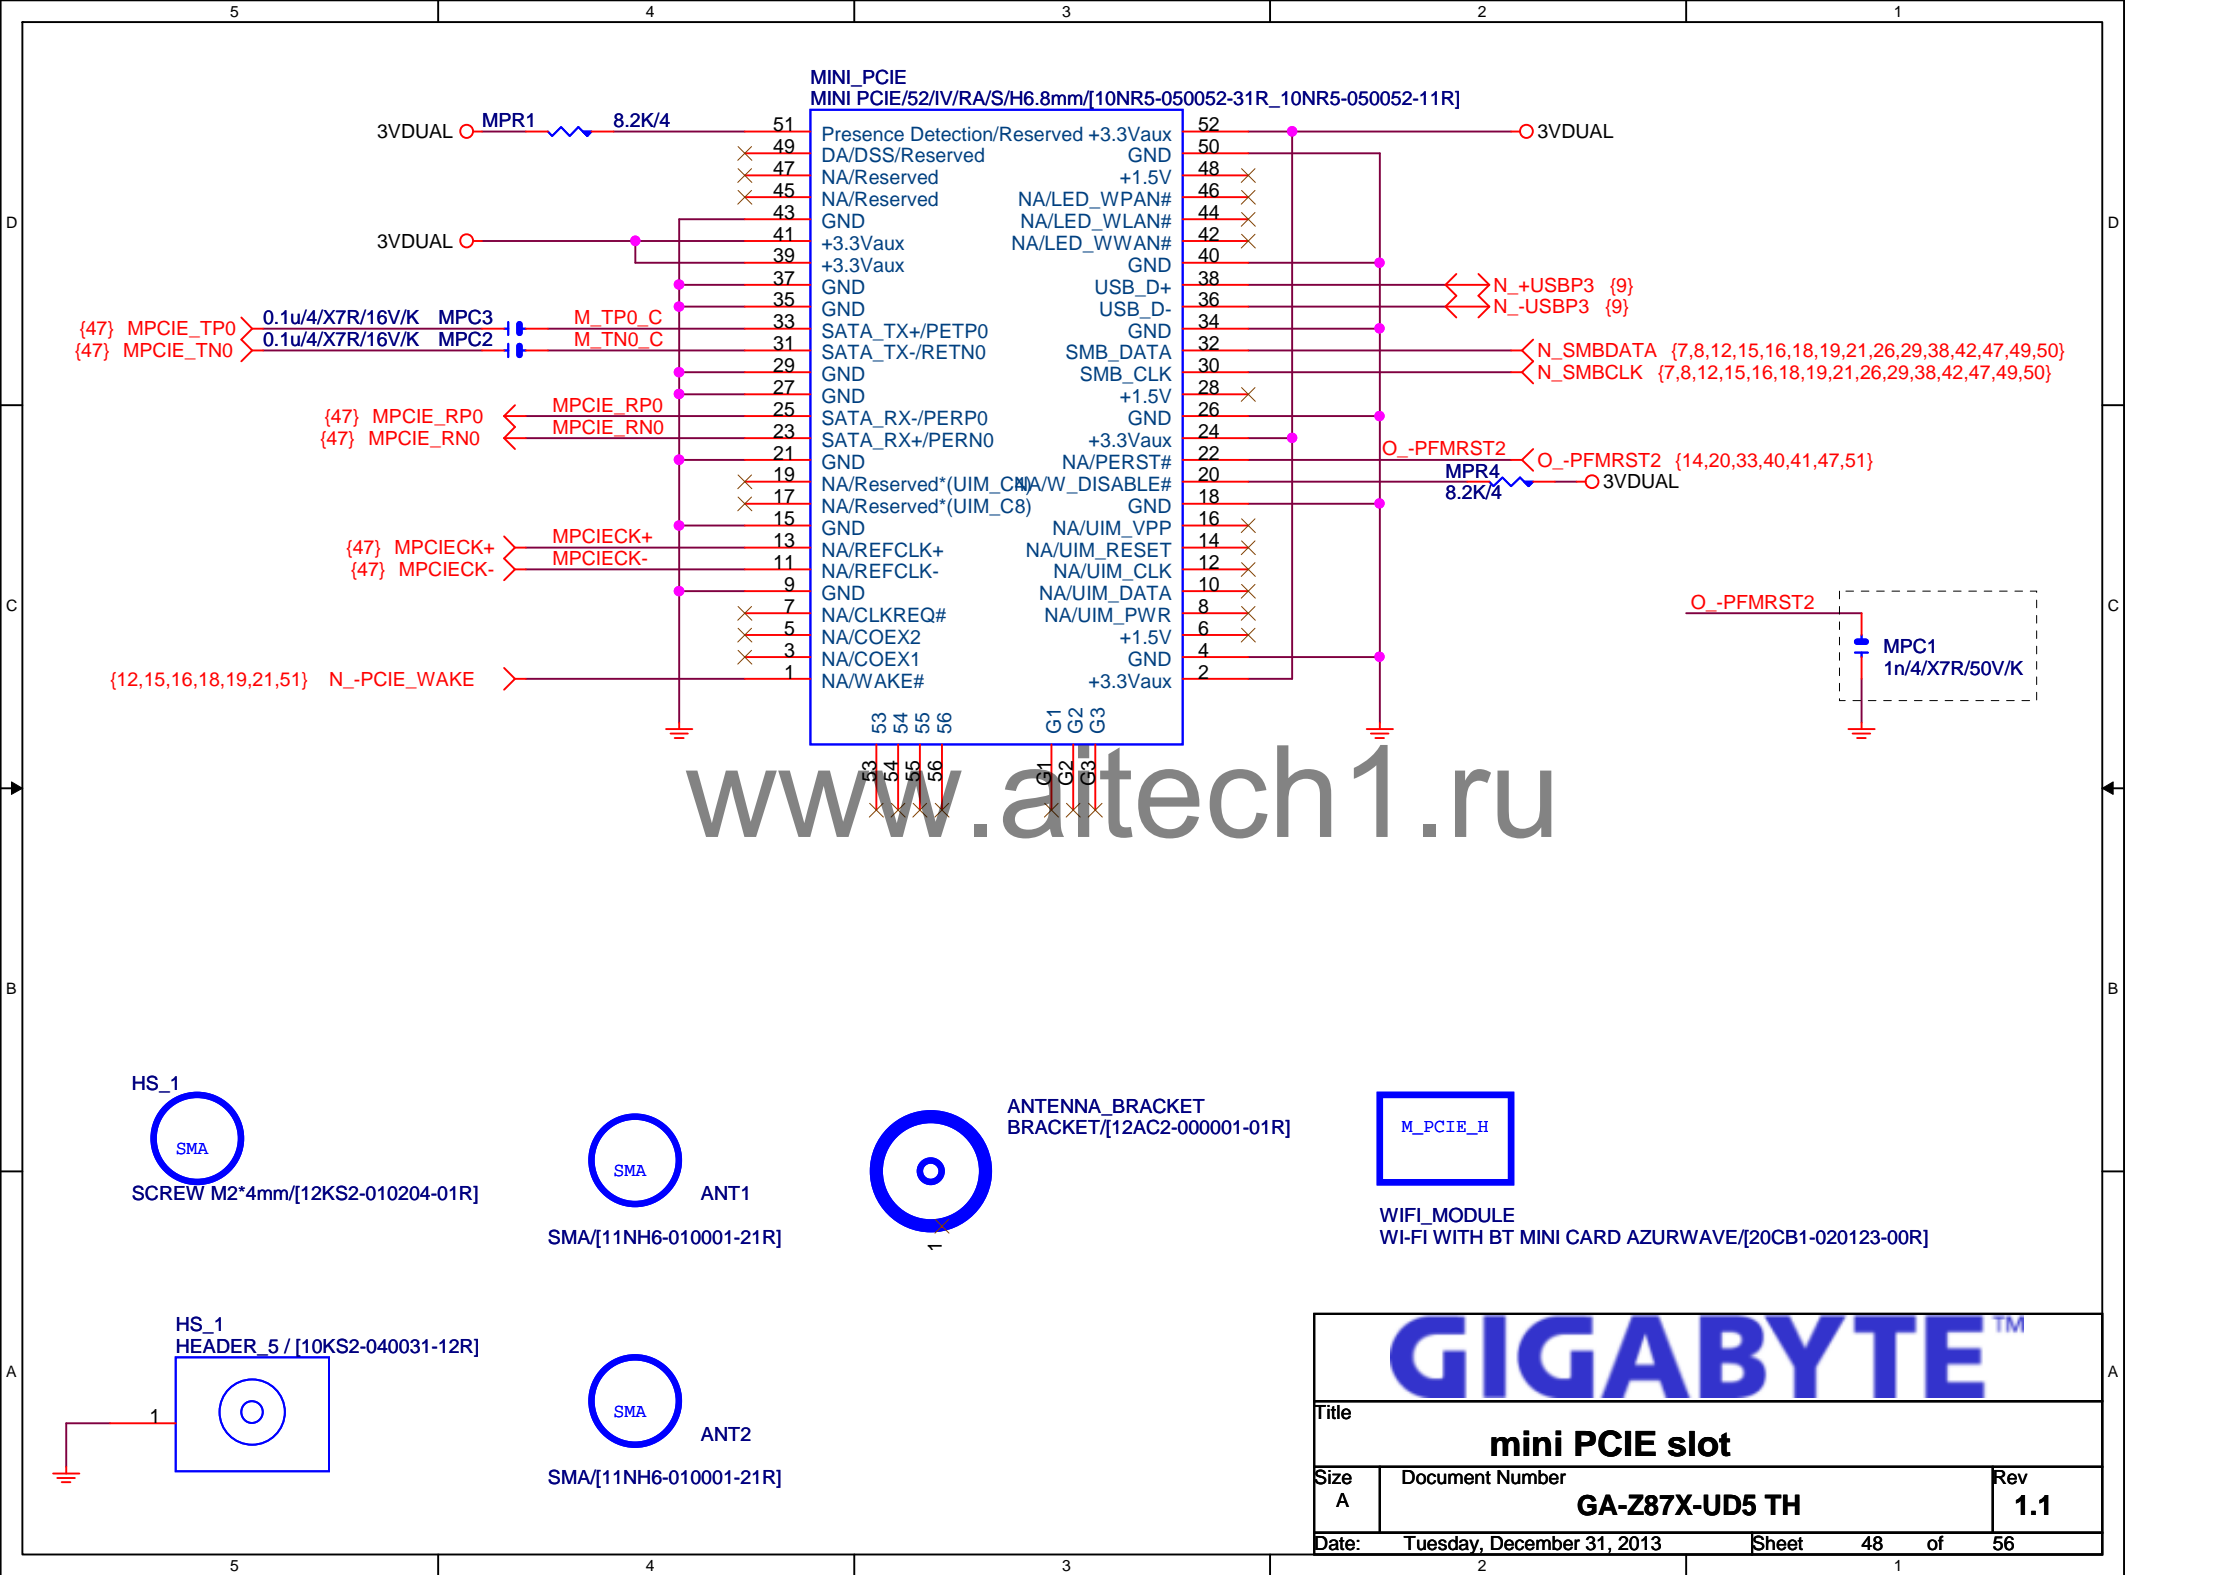 5 4 3 2 1
MINI_PCIE
MINI PCIE/52/IV/RA/S/H6.8mm/[10NR5-050052-31R_10NR5-050052-11R]
3VDUAL MPR1 8.2K/4 51 Presence Detection/Reserved +3.3Vaux 52 3VDUAL
49 DA/DSS/Reserved GND 50
47 NA/Reserved +1.5V 48
45 NA/Reserved NA/LED_WPAN# 46
43 GND NA/LED_WLAN# 44
D D
3VDUAL 41 +3.3Vaux NA/LED_WWAN# 42
39 +3.3Vaux GND 40
37 GND USB_D+ 38 N_+USBP3 {9}
35 GND USB_D- 36 N_-USBP3 {9}
{47} MPCIE_TP0 0.1u/4/X7R/16V/K MPC3 M_TP0_C 33 SATA_TX+/PETP0 GND 34
{47} MPCIE_TN0 0.1u/4/X7R/16V/K MPC2 M_TN0_C 31 SATA_TX-/RETN0 SMB_DATA 32 N_SMBDATA {7,8,12,15,16,18,19,21,26,29,38,42,47,49,50}
29 GND SMB_CLK 30 N_SMBCLK {7,8,12,15,16,18,19,21,26,29,38,42,47,49,50}
27 GND +1.5V 28
{47} MPCIE_RP0 MPCIE_RP0 25 SATA_RX-/PERP0 GND 26
{47} MPCIE_RN0 MPCIE_RN0 23 SATA_RX+/PERN0 +3.3Vaux 24
21 GND NA/PERST# 22 O_-PFMRST2 O_-PFMRST2 {14,20,33,40,41,47,51}
19 NA/Reserved*(UIM_C4) NA/W_DISABLE# 20 MPR4 8.2K/4 3VDUAL
17 NA/Reserved*(UIM_C8) GND 18
15 GND NA/UIM_VPP 16
{47} MPCIECK+ MPCIECK+ 13 NA/REFCLK+ NA/UIM_RESET 14
{47} MPCIECK- MPCIECK- 11 NA/REFCLK- NA/UIM_CLK 12
9 GND NA/UIM_DATA 10
C C
7 NA/CLKREQ# NA/UIM_PWR 8
O_-PFMRST2
5 NA/COEX2 +1.5V 6
3 NA/COEX1 GND 4
MPC1
1n/4/X7R/50V/K
{12,15,16,18,19,21,51} N_-PCIE_WAKE 1 NA/WAKE# +3.3Vaux 2
53 54 55 56 G1 G2 G3
53 54 55 56 G1 G2 G3
www.aitech1.ru
B B
HS_1
SMA
SCREW M2*4mm/[12KS2-010204-01R]
SMA
ANT1
SMA/[11NH6-010001-21R]
ANTENNA_BRACKET
BRACKET/[12AC2-000001-01R]
1
M_PCIE_H
WIFI_MODULE
WI-FI WITH BT MINI CARD AZURWAVE/[20CB1-020123-00R]
HS_1
HEADER_5 / [10KS2-040031-12R]
1
SMA
ANT2
SMA/[11NH6-010001-21R]
A A
GIGABYTE™
Title
mini PCIE slot
Size
A
Document Number
GA-Z87X-UD5 TH
Rev
1.1
Date: Tuesday, December 31, 2013 Sheet 48 of 56
5 4 3 2 1